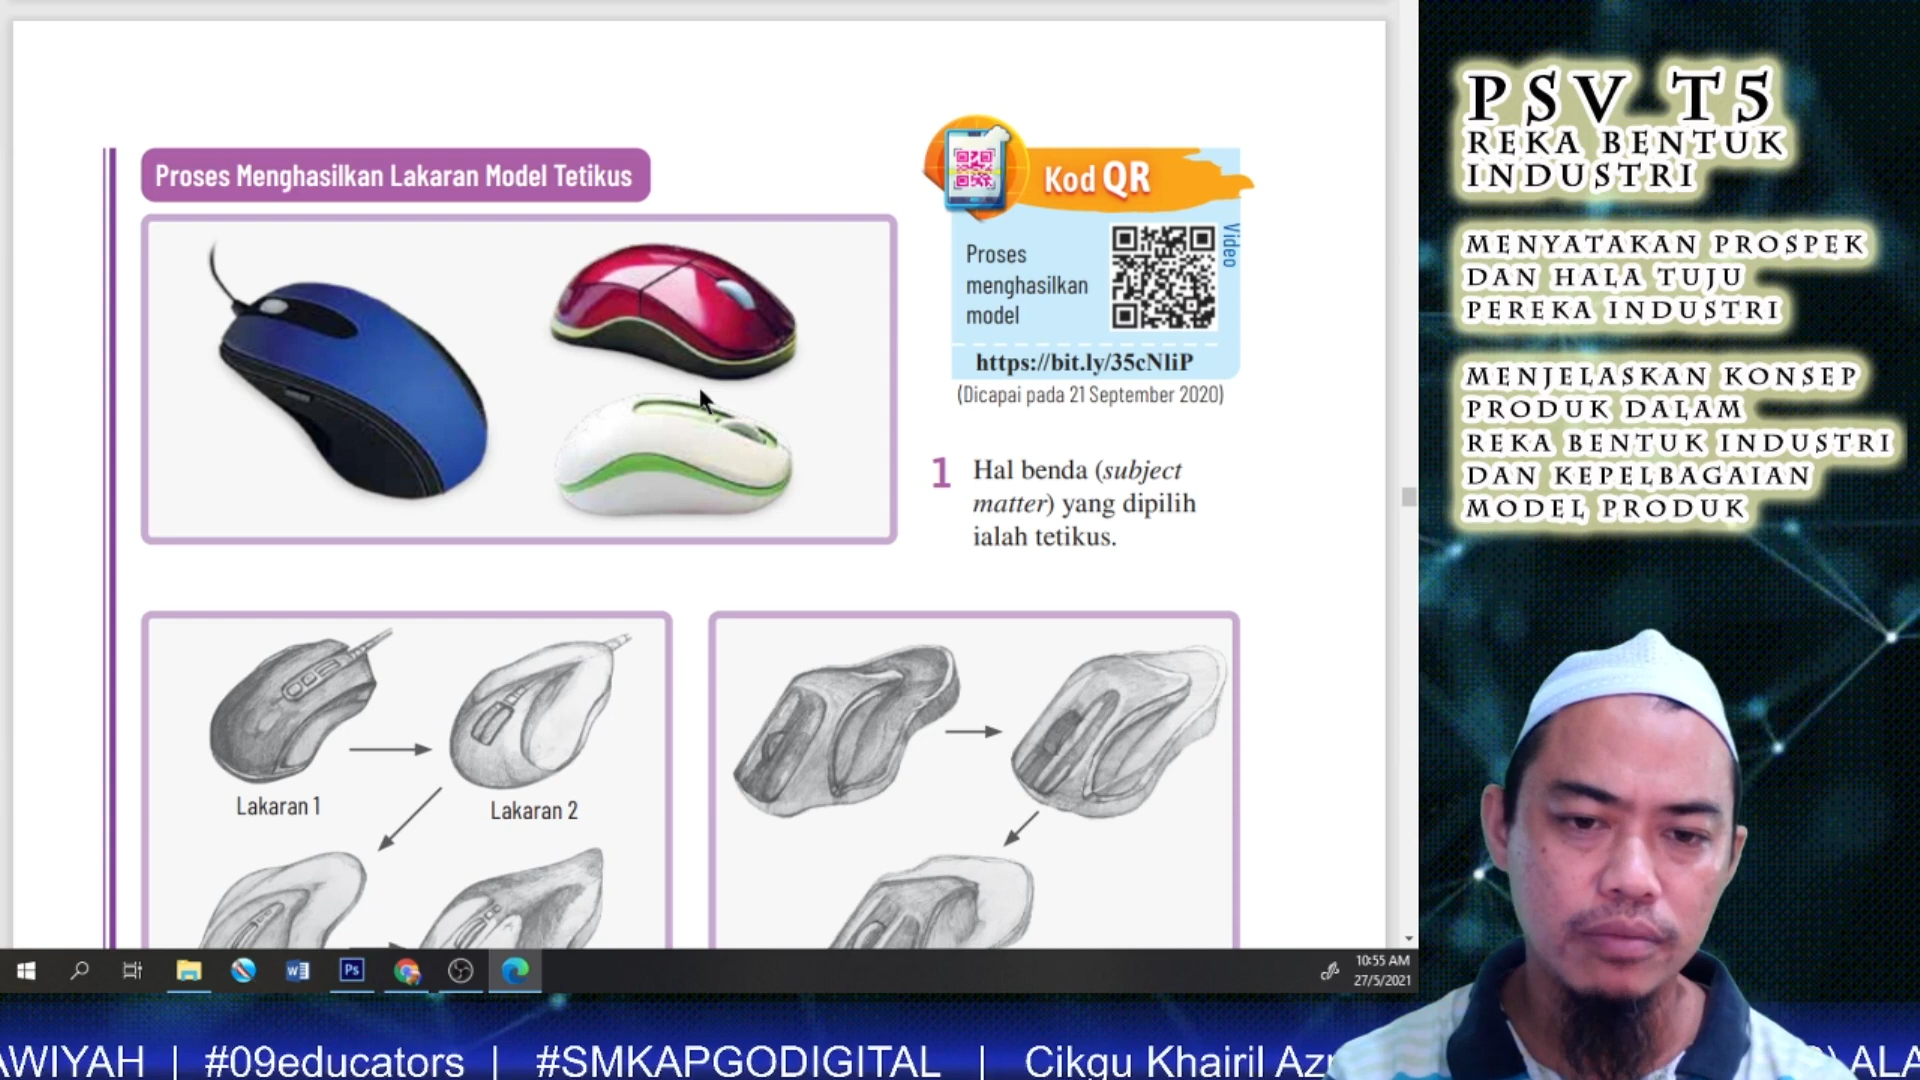 Proses Menghasilkan Lakaran Model Tetikus
Kod QR
Proses
menghasilkan
model
Video
https://bit.ly/35cNliP
(Dicapai pada 21 September 2020)
1 Hal benda (subject
matter) yang dipilih
ialah tetikus.
Lakaran 1
Lakaran 2
PSV T5
REKA BENTUK
INDUSTRI
MENYATAKAN PROSPEK
DAN HALA TUJU
PEREKA INDUSTRI
MENJELASKAN KONSEP
PRODUK DALAM
REKA BENTUK INDUSTRI
DAN KEPELBAGAIAN
MODEL PRODUK
Ps
10:55 AM
27/5/2021
AWIYAH | #09educators | #SMKAPGODIGITAL | Cikgu Khairil Az ALA